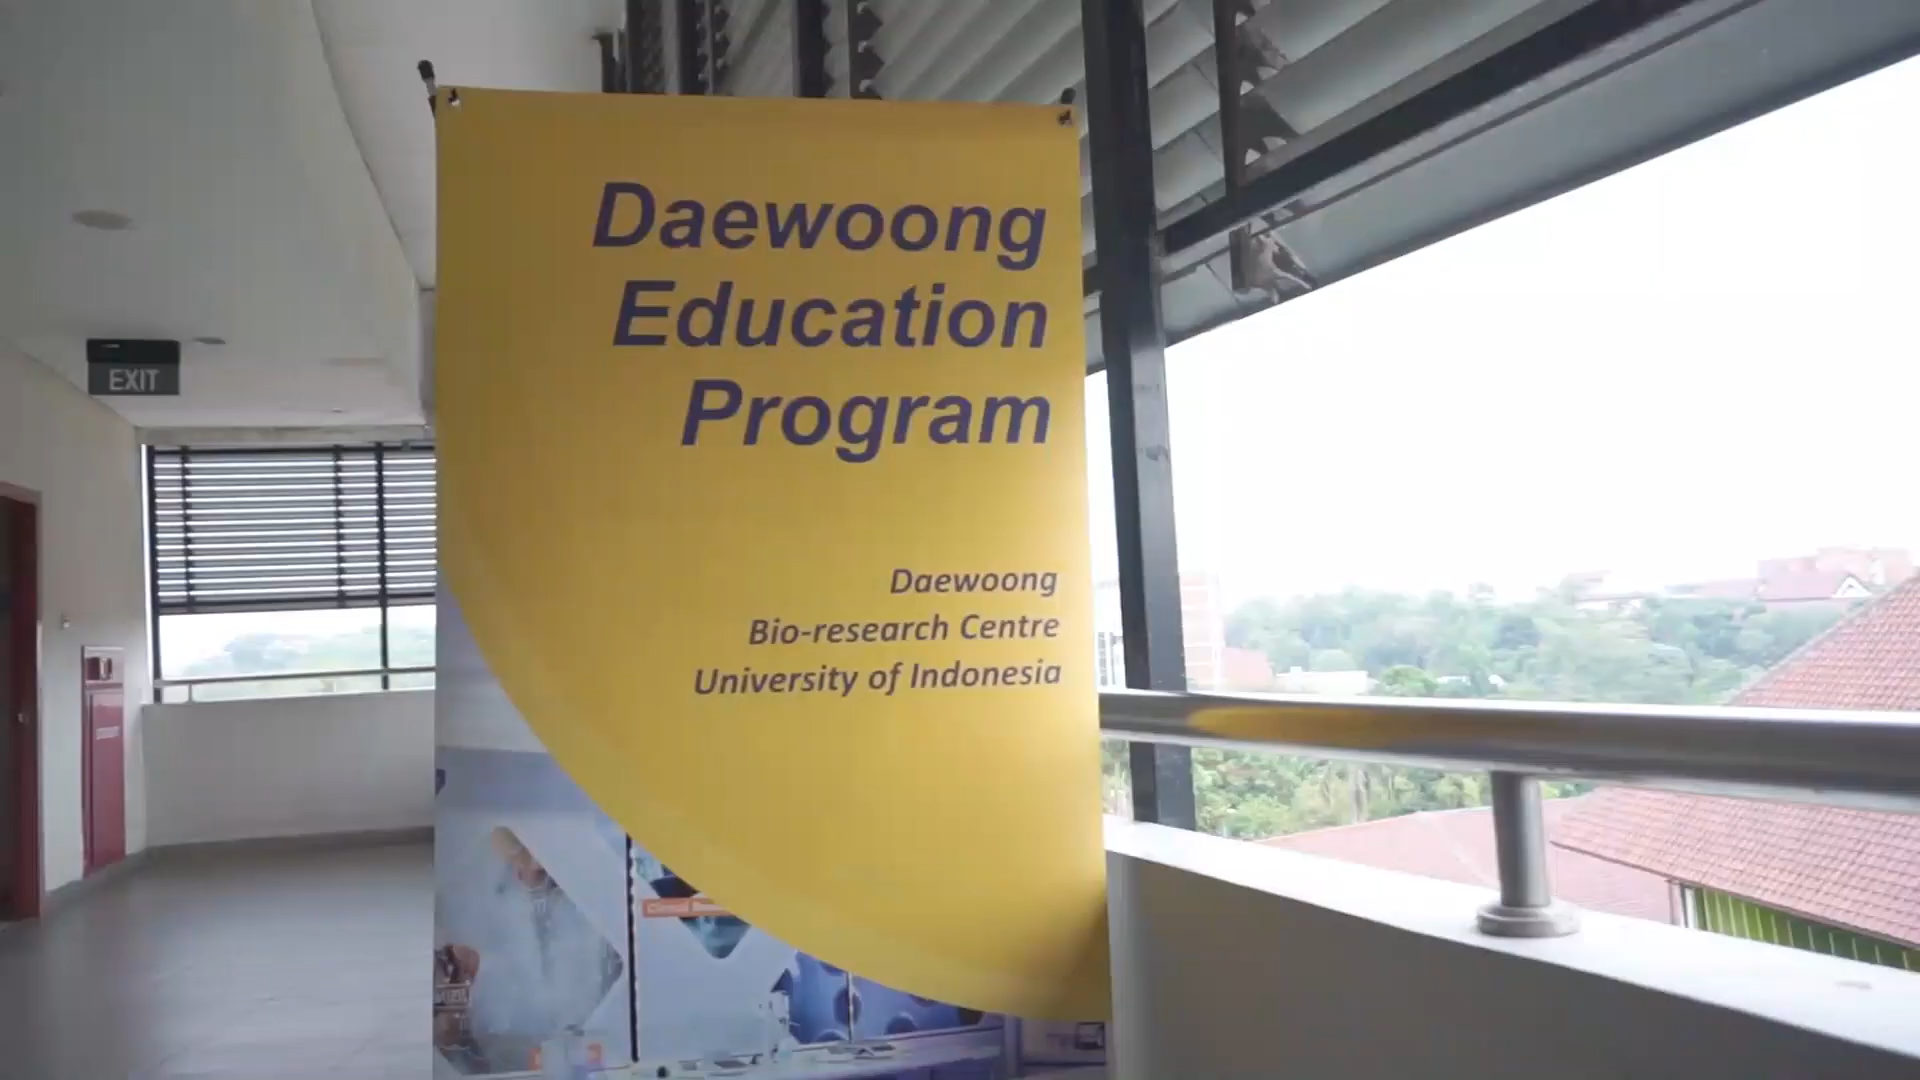 EXIT
Daewoong
Education
Program
Daewoong
Bio-research Centre
University of Indonesia